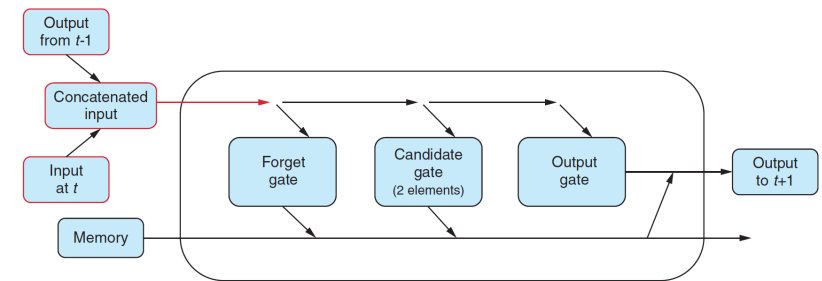 Output
from t-1
Concatenated
input
Input
at t
Memory
Forget
gate
Candidate
gate
(2 elements)
Output
gate
Output
to t+1